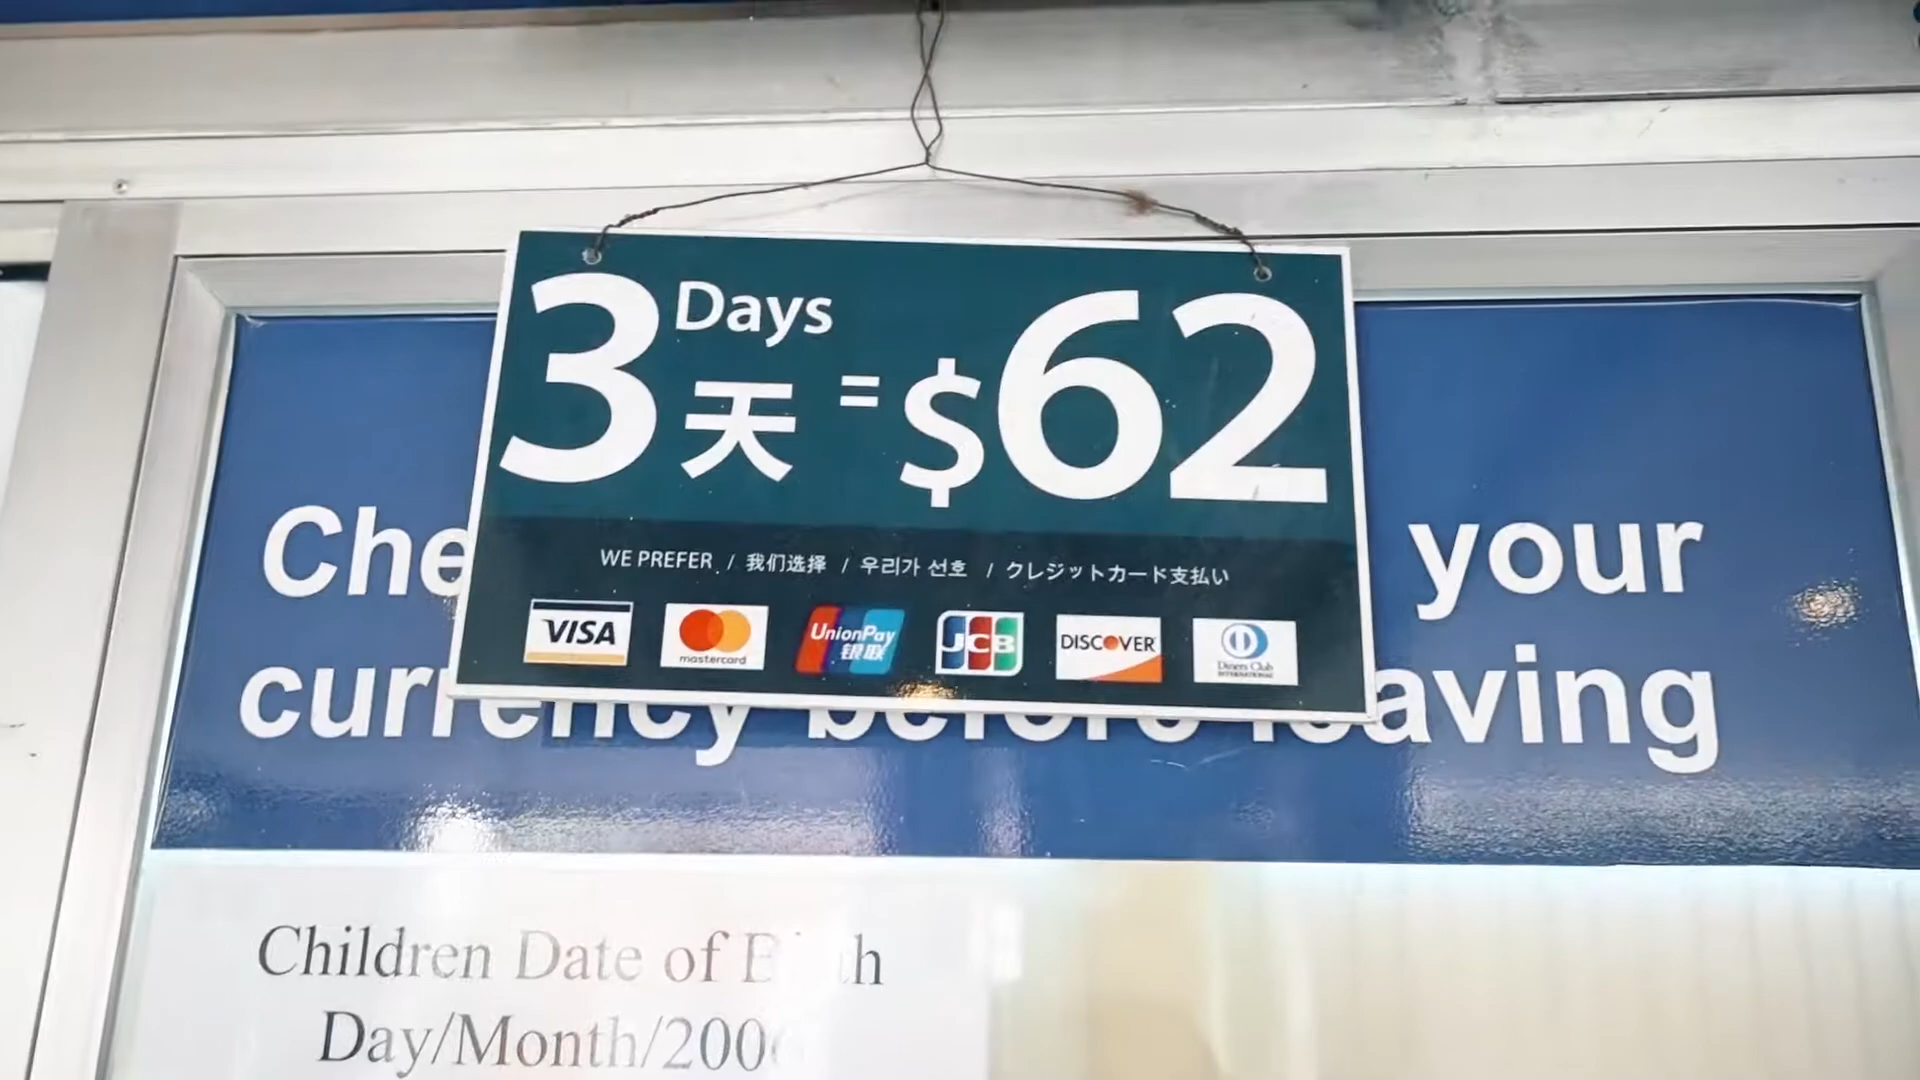 3 Days = $62
天
WE PREFER / 我们选择 / 우리가 선호 / クレジットカード支払い
VISA mastercard UnionPay 银联 JCB DISCOVER Diners Club INTERNATIONAL
Che your
currency before leaving
Children Date of Birth
Day/Month/2006